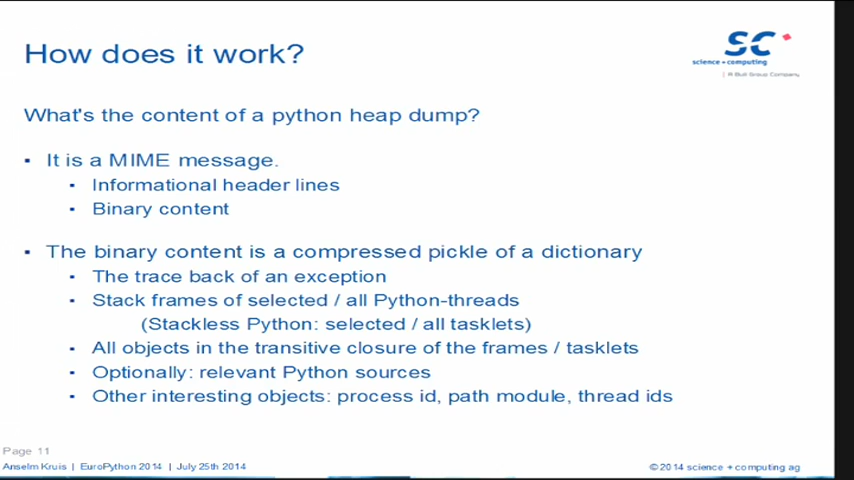 How does it work?
SC
science + computing
| A Bull Group Company
What's the content of a python heap dump?
• It is a MIME message.
• Informational header lines
• Binary content
• The binary content is a compressed pickle of a dictionary
• The trace back of an exception
• Stack frames of selected / all Python-threads
(Stackless Python: selected / all tasklets)
• All objects in the transitive closure of the frames / tasklets
• Optionally: relevant Python sources
• Other interesting objects: process id, path module, thread ids
Page 11
Anselm Kruis | EuroPython 2014 | July 25th 2014
© 2014 science + computing ag